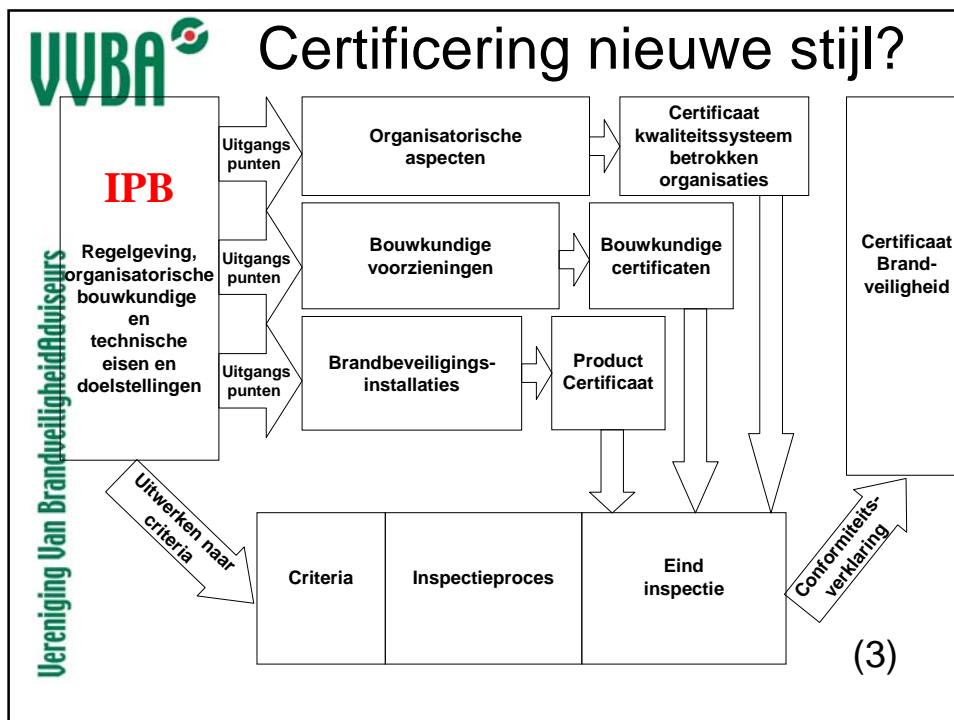 VVBA
Certificering nieuwe stijl?
Vereniging Van BrandveiligheidAdviseurs
IPB
Regelgeving,
organisatorische
bouwkundige
en
technische
eisen en
doelstellingen
Uitgangs
punten
Organisatorische
aspecten
Certificaat
kwaliteitssysteem
betrokken
organisaties
Uitgangs
punten
Bouwkundige
voorzieningen
Bouwkundige
certificaten
Uitgangs
punten
Brandbeveiligings-
installaties
Product
Certificaat
Certificaat
Brand-
veiligheid
Uitwerken naar
criteria
Criteria
Inspectieproces
Eind
inspectie
Conformiteits-
verklaring
(3)